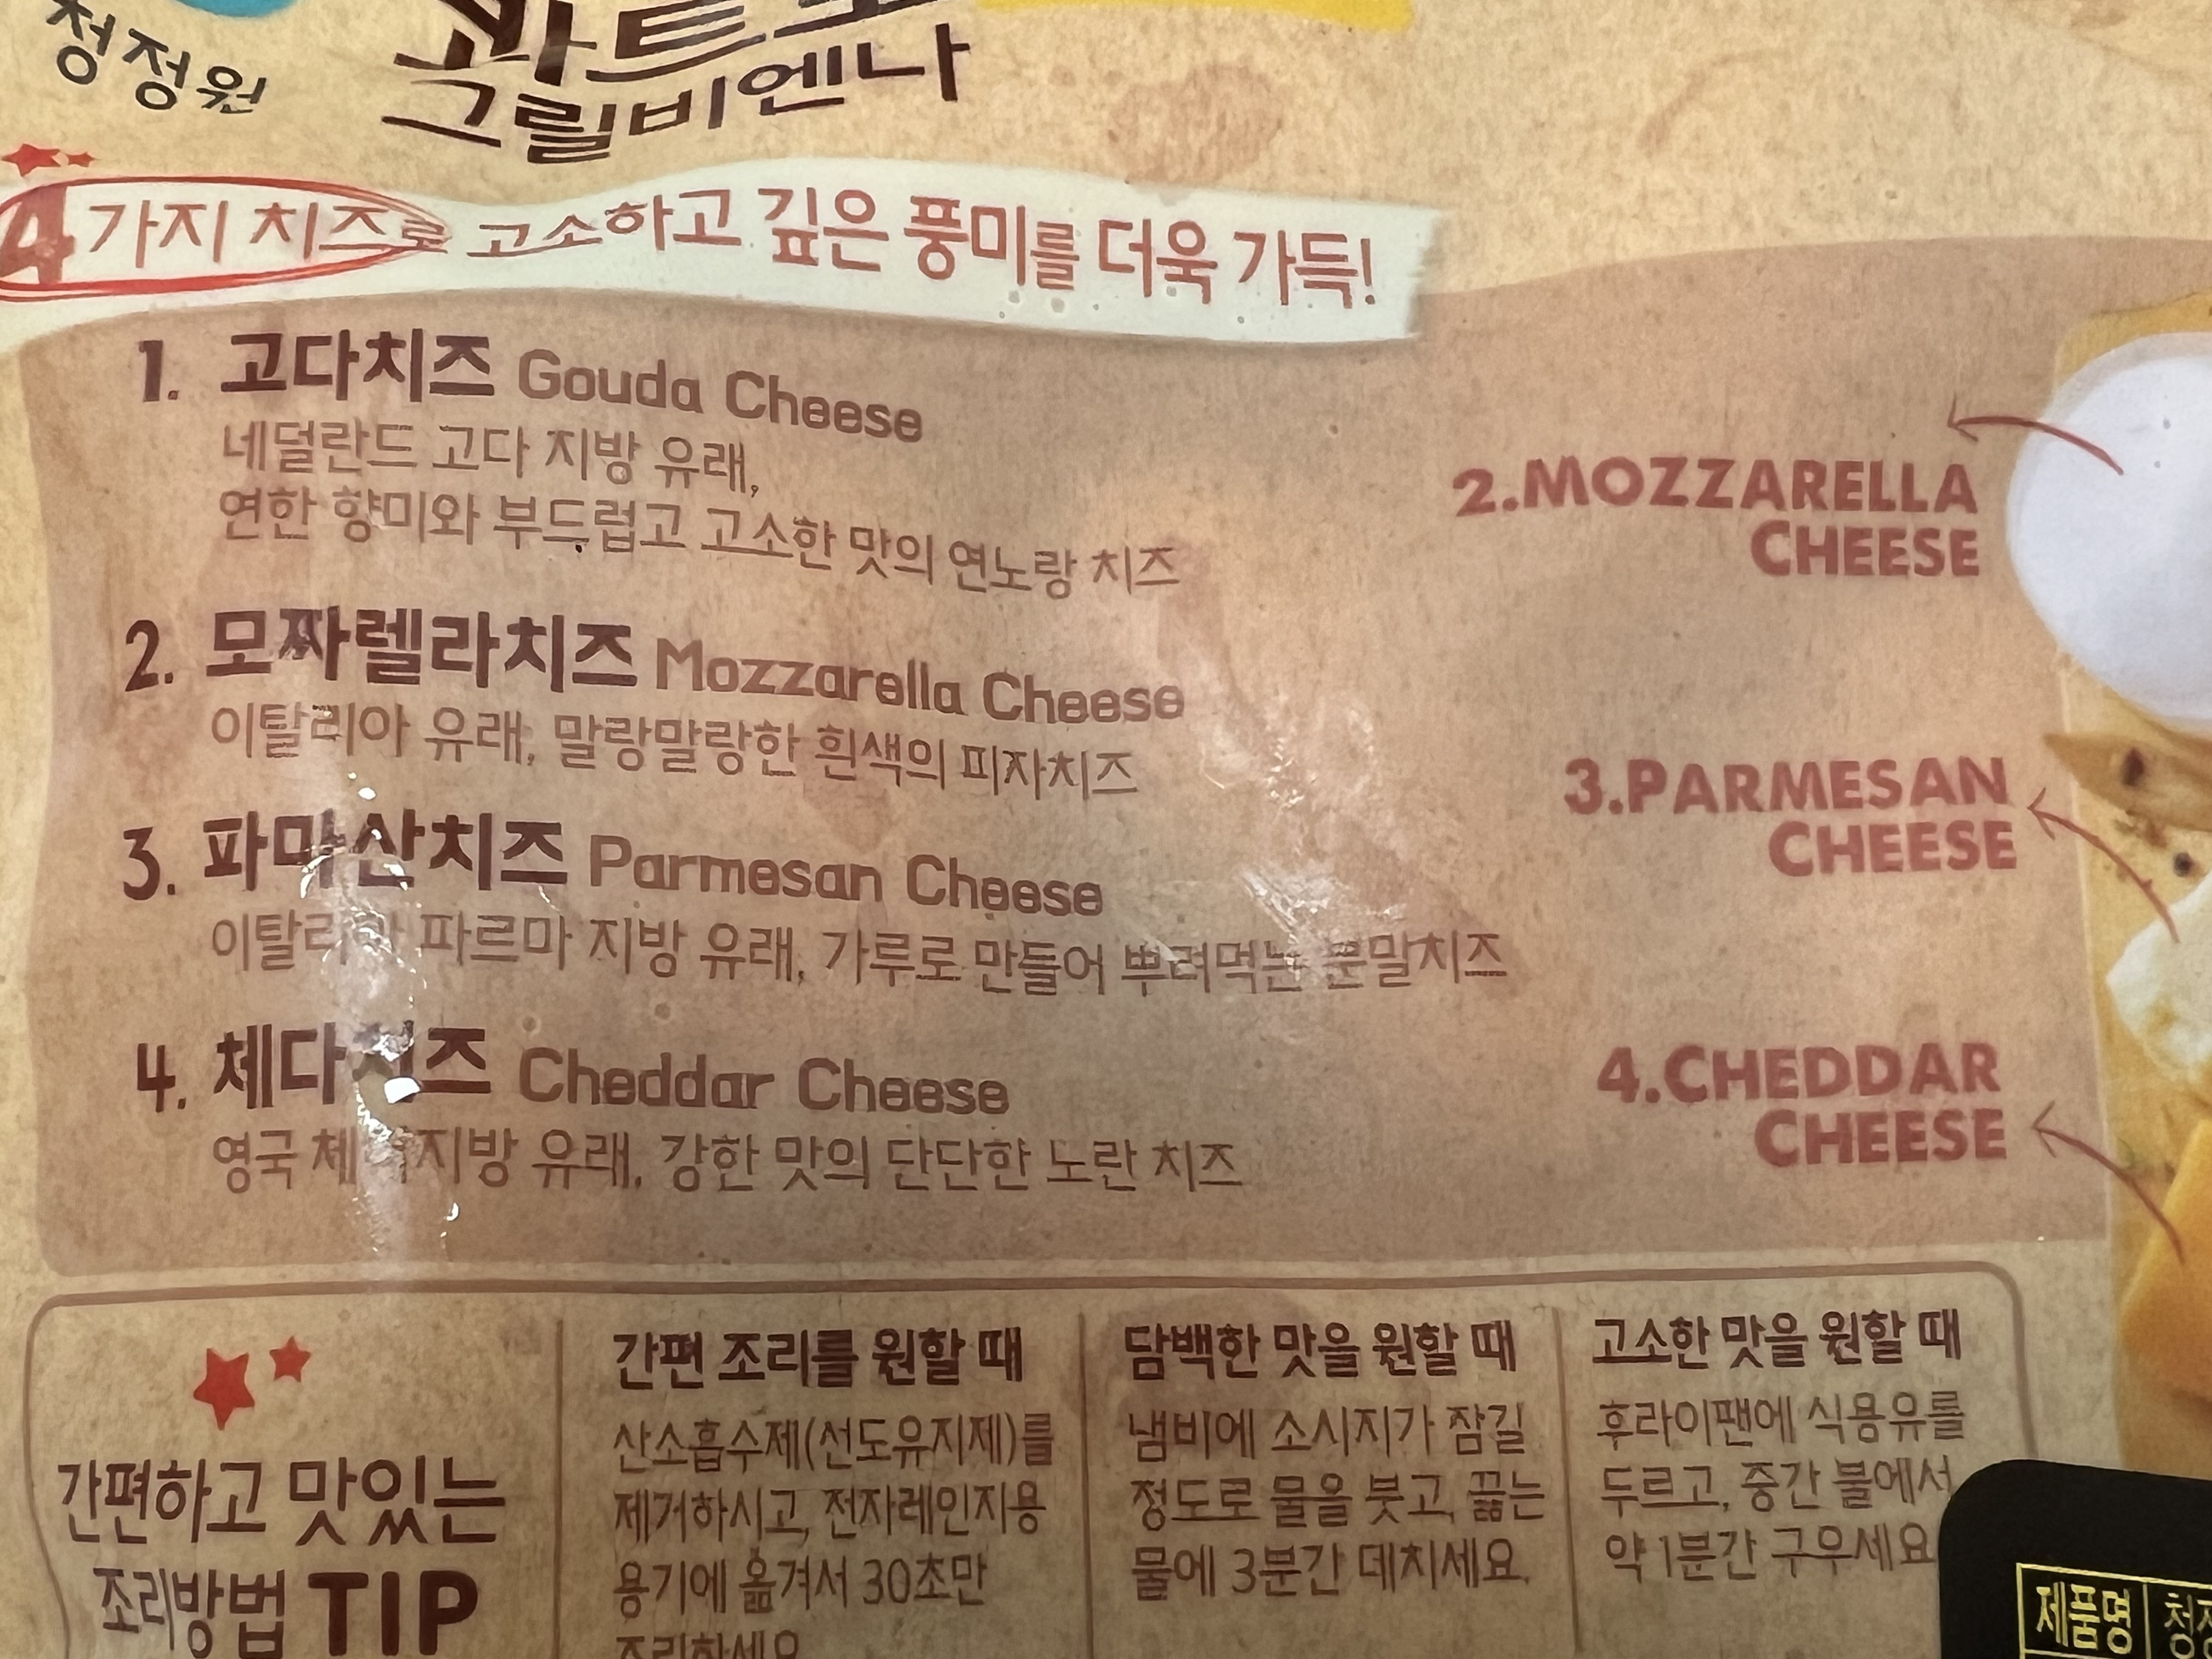 청정원
콰트로
그릴비엔나
4가지 치즈로 고소하고 깊은 풍미를 더욱 가득!
1. 고다치즈 Gouda Cheese
네덜란드 고다 지방 유래,
연한 향미와 부드럽고 고소한 맛의 연노랑 치즈
2. 모짜렐라치즈 Mozzarella Cheese
이탈리아 유래, 말랑말랑한 흰색의 피자치즈
3. 파마산치즈 Parmesan Cheese
이탈리아 파르마 지방 유래, 가루로 만들어 뿌려먹는 분말치즈
4. 체다치즈 Cheddar Cheese
영국 체다지방 유래, 강한 맛의 단단한 노란 치즈
2.MOZZARELLA
CHEESE
3.PARMESAN
CHEESE
4.CHEDDAR
CHEESE
간편하고 맛있는
조리방법 TIP
간편 조리를 원할 때
산소흡수제(선도유지제)를
제거하시고, 전자레인지용
용기에 옮겨서 30초만
조리하세요
담백한 맛을 원할 때
냄비에 소시지가 잠길
정도로 물을 붓고, 끓는
물에 3분간 데치세요.
고소한 맛을 원할 때
후라이팬에 식용유를
두르고, 중간 불에서
약 1분간 구우세요
제품명